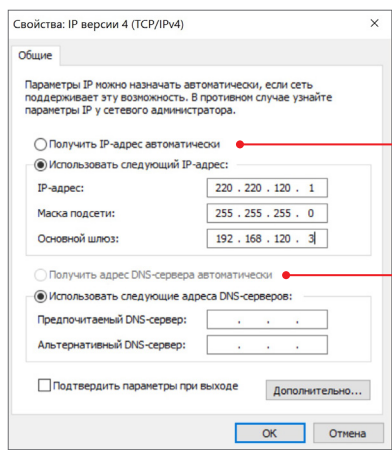 Свойства: IP версии 4 (TCP/IPv4)
Общие
Параметры IP можно назначать автоматически, если сеть
поддерживает эту возможность. В противном случае узнайте
параметры IP у сетевого администратора.
Получить IP-адрес автоматически
Использовать следующий IP-адрес:
IP-адрес: 220 . 220 . 120 . 1
Маска подсети: 255 . 255 . 255 . 0
Основной шлюз: 192 . 168 . 120 . 3
Получить адрес DNS-сервера автоматически
Использовать следующие адреса DNS-серверов:
Предпочитаемый DNS-сервер: . . .
Альтернативный DNS-сервер: . . .
Подтвердить параметры при выходе
Дополнительно...
ОК Отмена